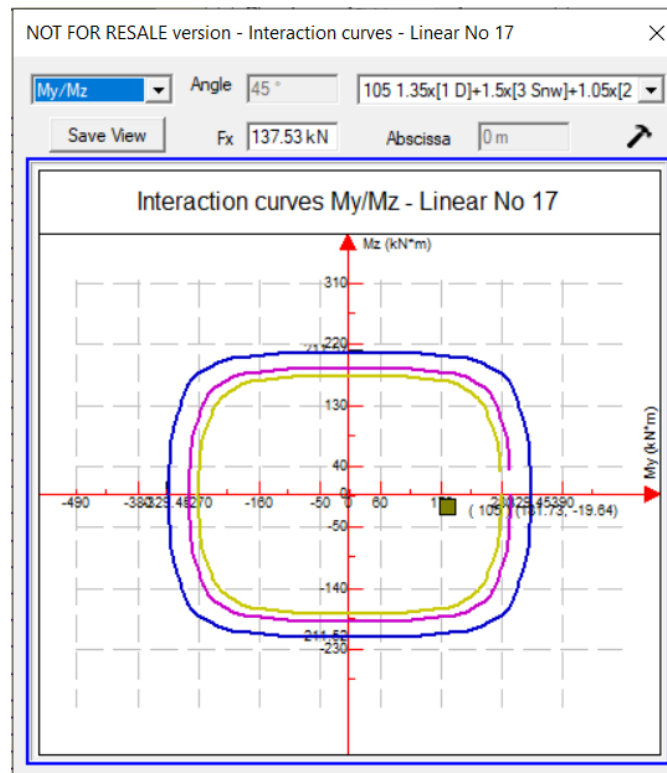 NOT FOR RESALE version - Interaction curves - Linear No 17
My/Mz Angle 45 ° 105 1.35x[1 D]+1.5x[3 Snw]+1.05x[2
Save View Fx 137.53 kN Abscissa 0 m
Interaction curves My/Mz - Linear No 17
Mz (kN*m)
310
220
130
40
My (kN*m)
-490 -270 -160 -50 0 60 390
( 105 ) -19.64)
-50
-140
211.52
-230